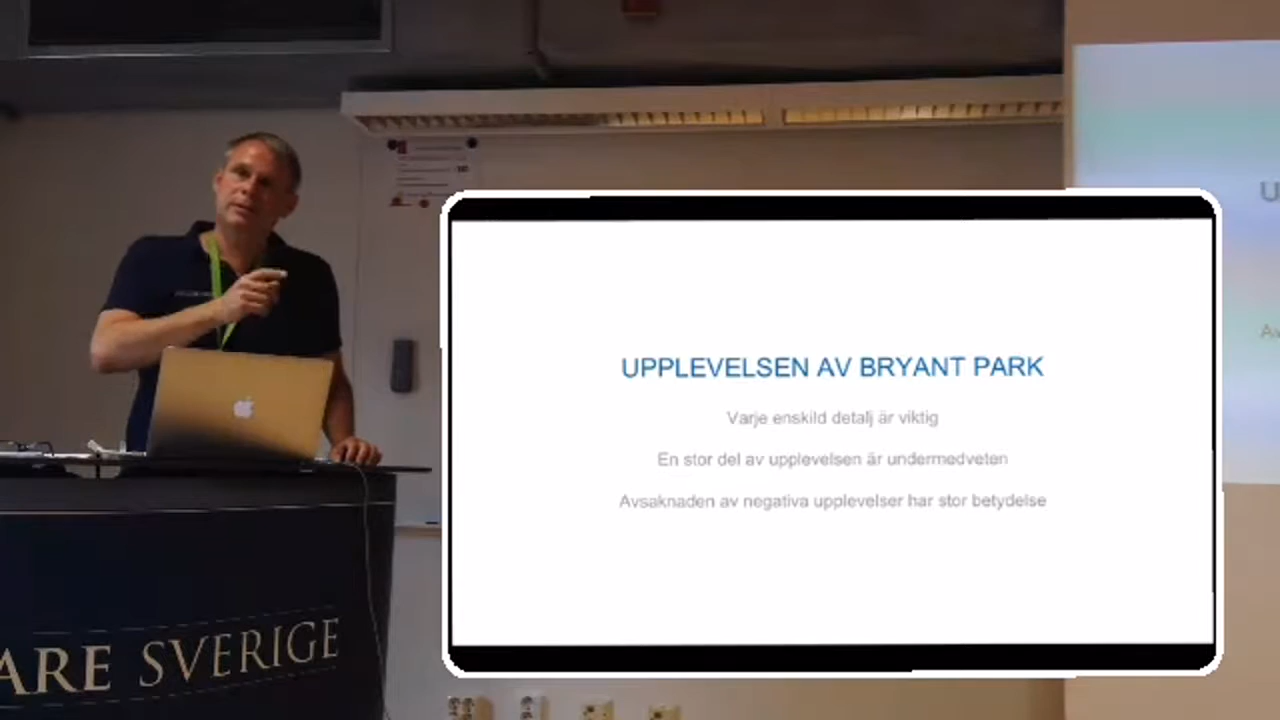 UPPLEVELSEN AV BRYANT PARK
Varje enskild detalj är viktig
En stor del av upplevelsen är undermedveten
Avsaknaden av negativa upplevelser har stor betydelse
ARE SVERIGE
U
Av